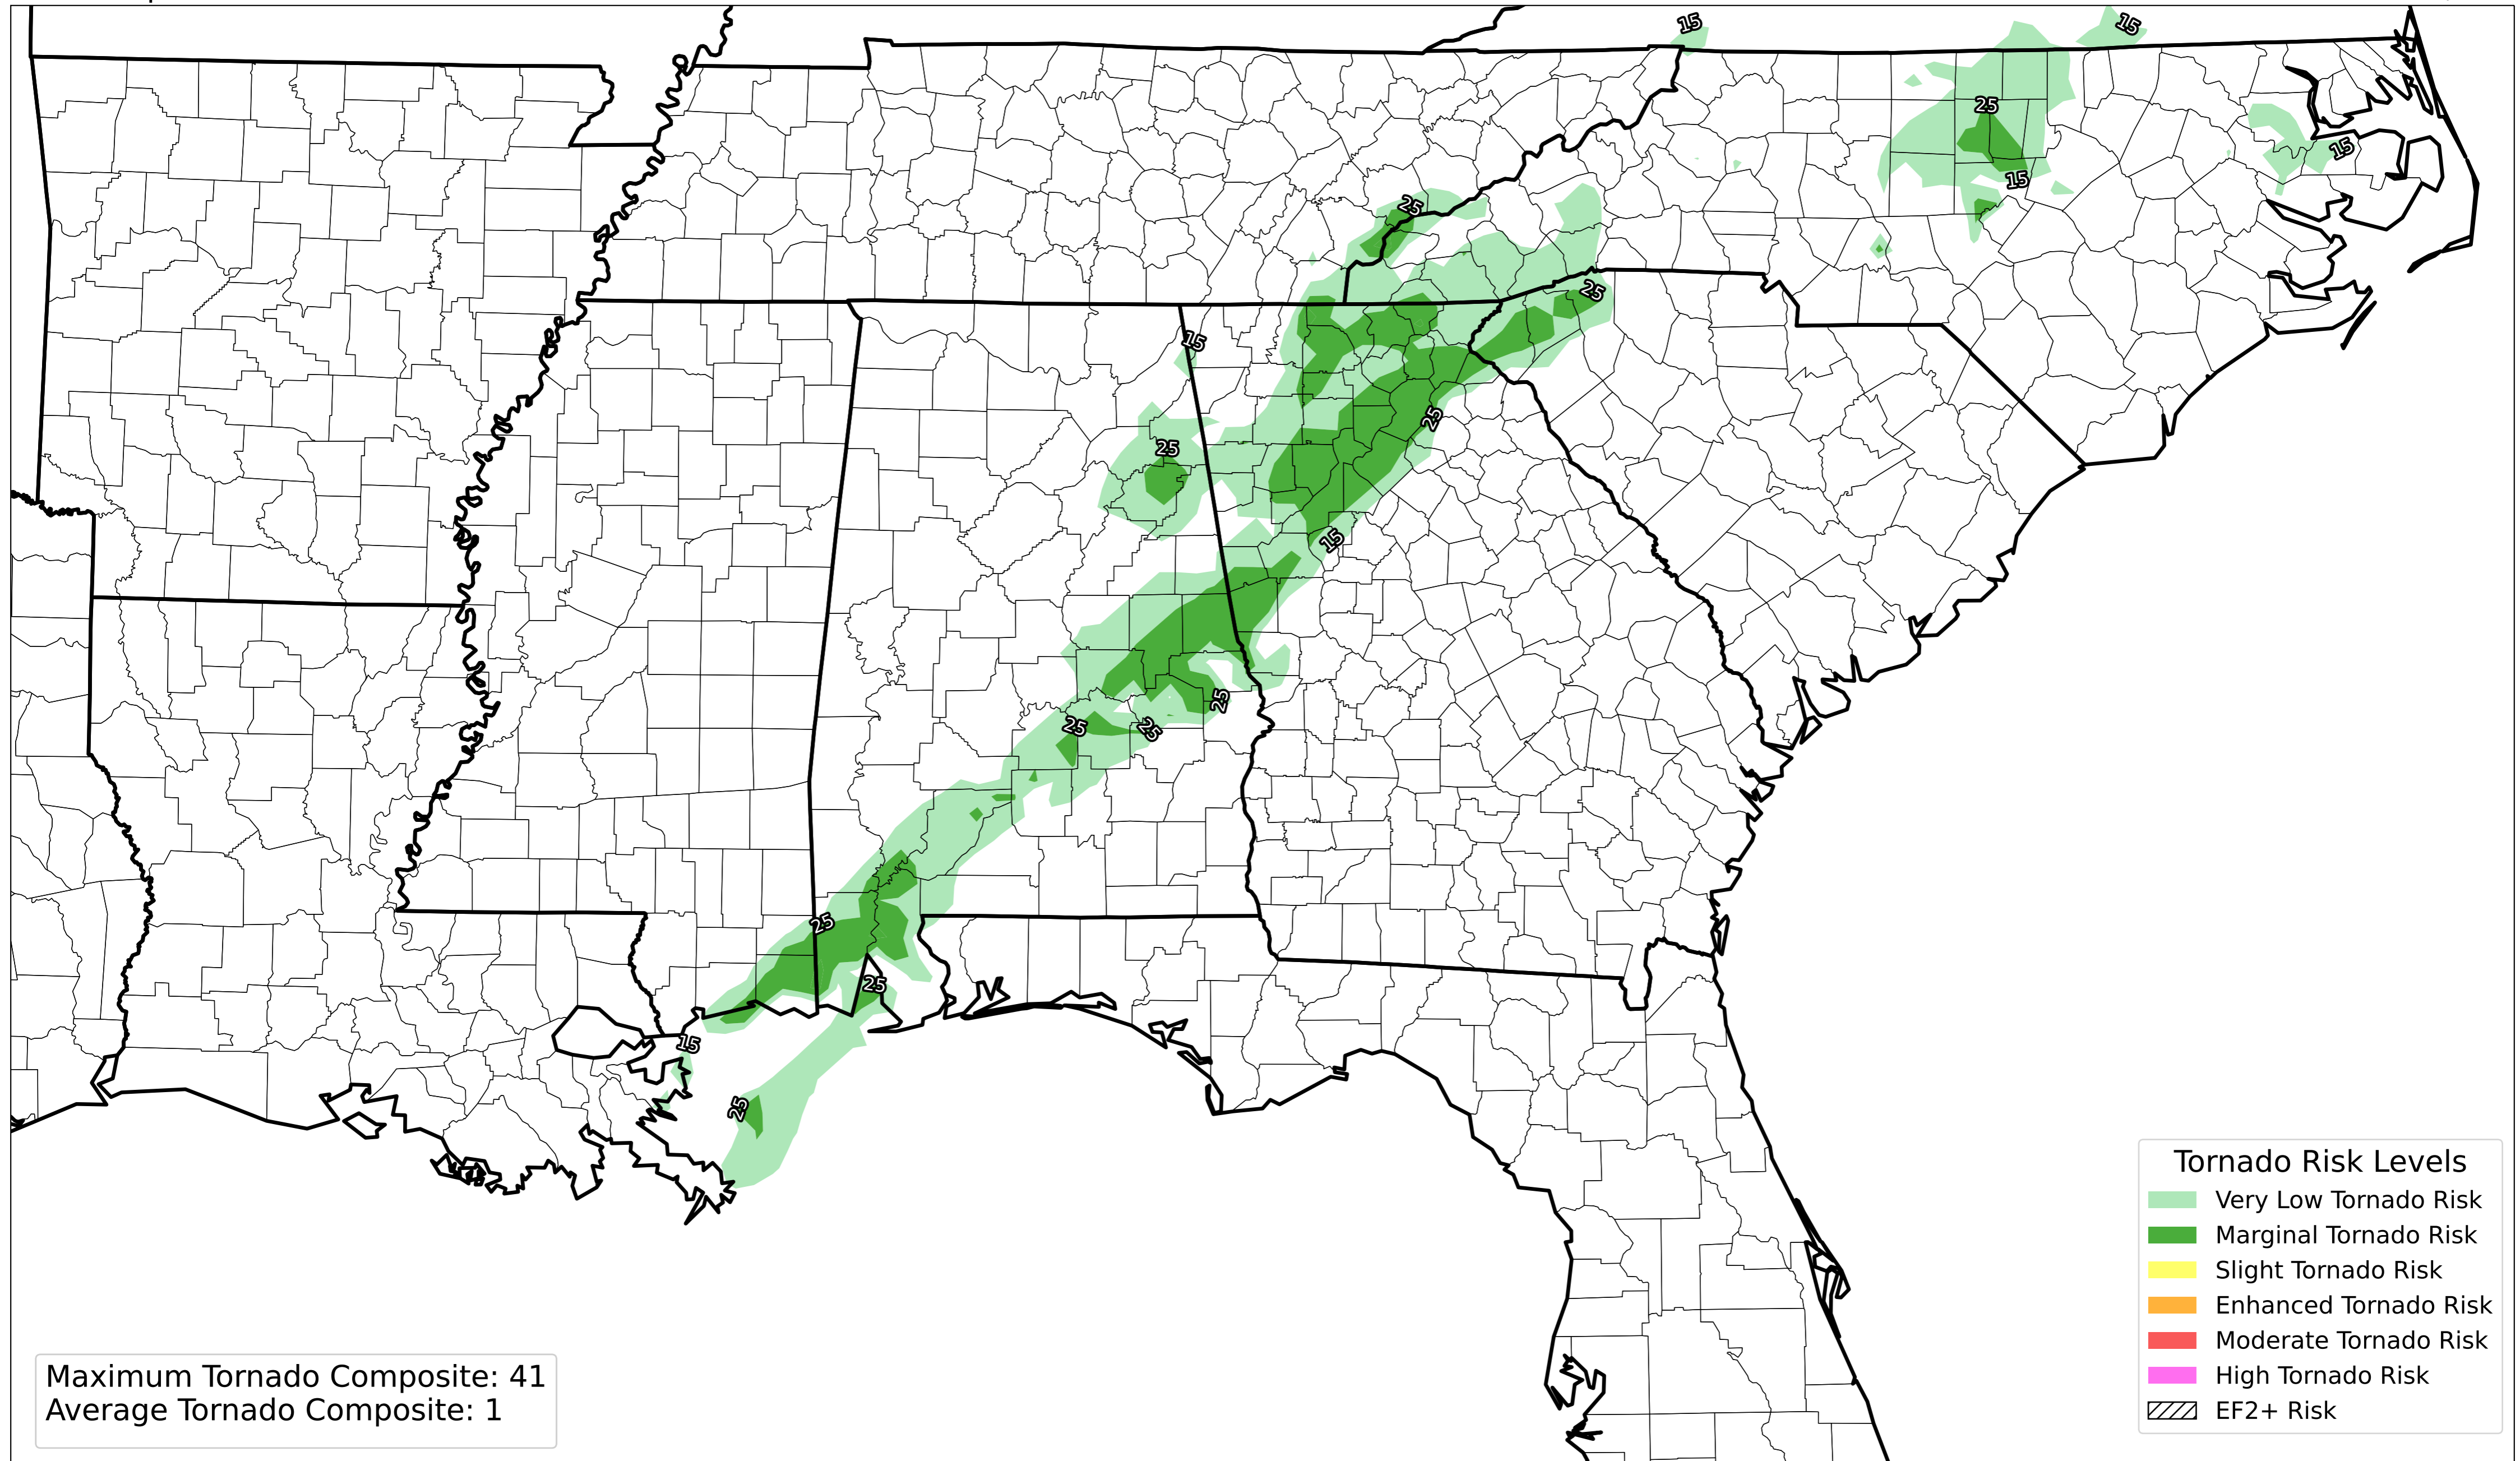 15
15
25
15
15
25
25
15
25
25
15
25
25
25
25
25
15
25
Tornado Risk Levels
Very Low Tornado Risk
Marginal Tornado Risk
Slight Tornado Risk
Enhanced Tornado Risk
Moderate Tornado Risk
High Tornado Risk
EF2+ Risk
Maximum Tornado Composite: 41
Average Tornado Composite: 1